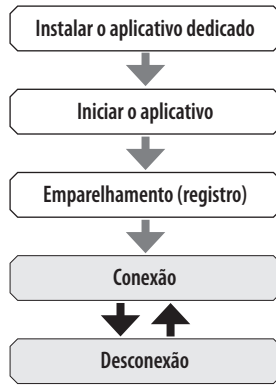 Instalar o aplicativo dedicado
Iniciar o aplicativo
Emparelhamento (registro)
Conexão
Desconexão